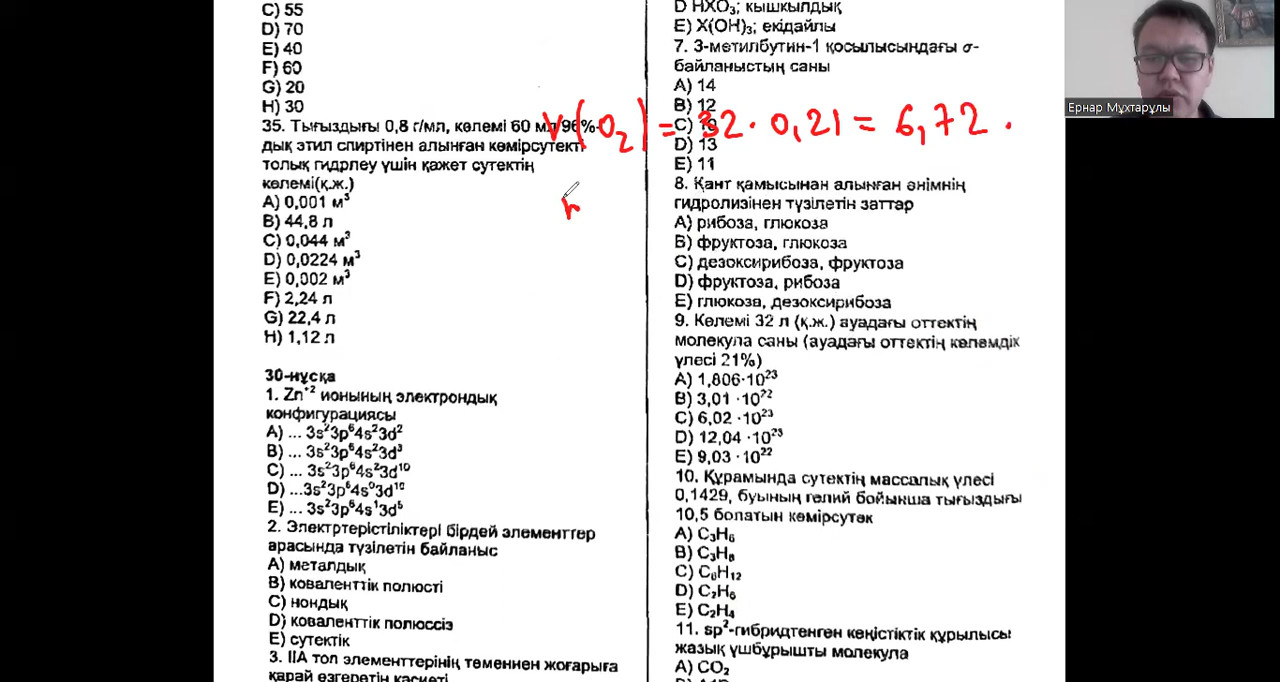 C) 55
D) 70
E) 40
F) 60
G) 20
H) 30
35. Тығыздығы 0,8 г/мл, көлемі 60 мл 96%-
дық этил спиртінен алынған көмірсутекті
толық гидрлеу үшін қажет сутектің
көлемі(қ.ж.)
A) 0,001 м³
B) 44,8 л
C) 0,044 м³
D) 0,0224 м³
E) 0,002 м³
F) 2,24 л
G) 22,4 л
H) 1,12 л
30-нұсқа
1. Zn⁺² ионының электрондық
конфигурациясы
A) ... 3s²3p⁶4s²3d²
B) ... 3s²3p⁶4s²3d³
C) ... 3s²3p⁶4s²3d¹⁰
D) ...3s²3p⁶4s⁰3d¹⁰
E) ... 3s²3p⁶4s¹3d⁵
2. Электртерістіліктері бірдей элементтер
арасында түзілетін байланыс
A) металдық
B) коваленттік полюсті
C) иондық
D) коваленттік полюссіз
E) сутектік
3. IIA топ элементтерінің төменнен жоғарыға
қарай өзгеретін қасиеті
D HXO₃; қышқылдық
E) X(OH)₃; екідайлы
7. 3-метилбутин-1 қосылысындағы σ-
байланыстың саны
A) 14
B) 12
V(O₂) = 32 · 0,21 = 6,72 ·
D) 13
E) 11
8. Қант қамысынан алынған өнімнің
гидролизінен түзілетін заттар
A) рибоза, глюкоза
B) фруктоза, глюкоза
C) дезоксирибоза, фруктоза
D) фруктоза, рибоза
E) глюкоза, дезоксирибоза
9. Көлемі 32 л (қ.ж.) ауадағы оттектің
молекула саны (ауадағы оттектің көлемдік
үлесі 21%)
A) 1,806·10²³
B) 3,01 ·10²²
C) 6,02 ·10²³
D) 12,04 ·10²³
E) 9,03 ·10²²
10. Құрамында сутектің массалық үлесі
0,1429, буының гелий бойынша тығыздығы
10,5 болатын көмірсутек
A) C₃H₆
B) C₃H₈
C) C₆H₁₂
D) C₂H₆
E) C₂H₄
11. sp²-гибридтенген кеңістіктік құрылысы
жазық үшбұрышты молекула
A) CO₂
Ернар Мұхтарұлы